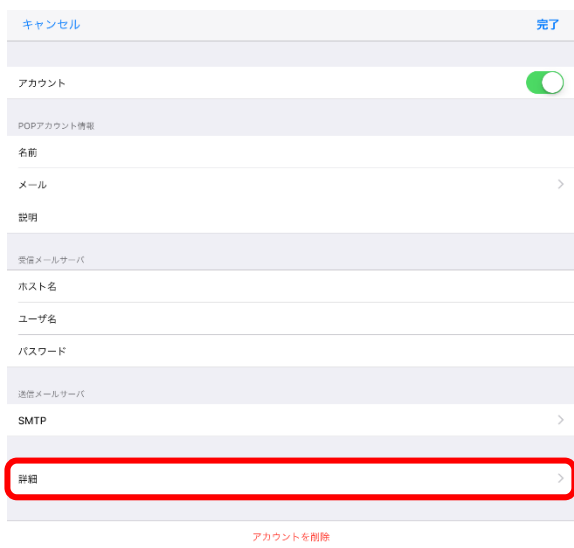 キャンセル 完了
アカウント
POPアカウント情報
名前
メール
説明
受信メールサーバ
ホスト名
ユーザ名
パスワード
送信メールサーバ
SMTP
詳細
アカウントを削除